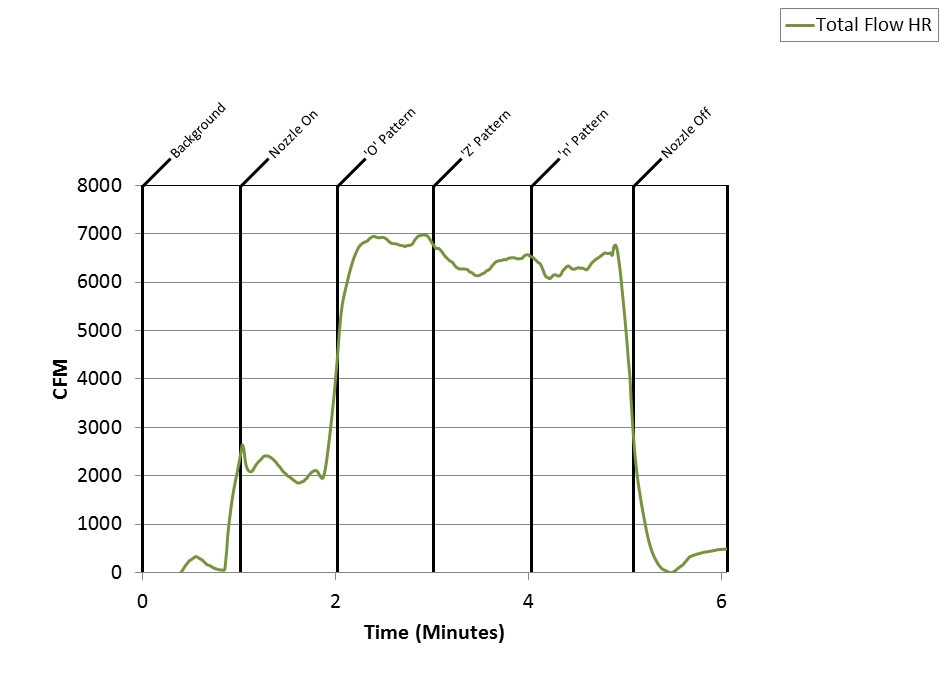 Total Flow HR
Background
Nozzle On
'O' Pattern
'Z' Pattern
'n' Pattern
Nozzle Off
8000
7000
6000
5000
4000
3000
2000
1000
0
CFM
0 2 4 6
Time (Minutes)